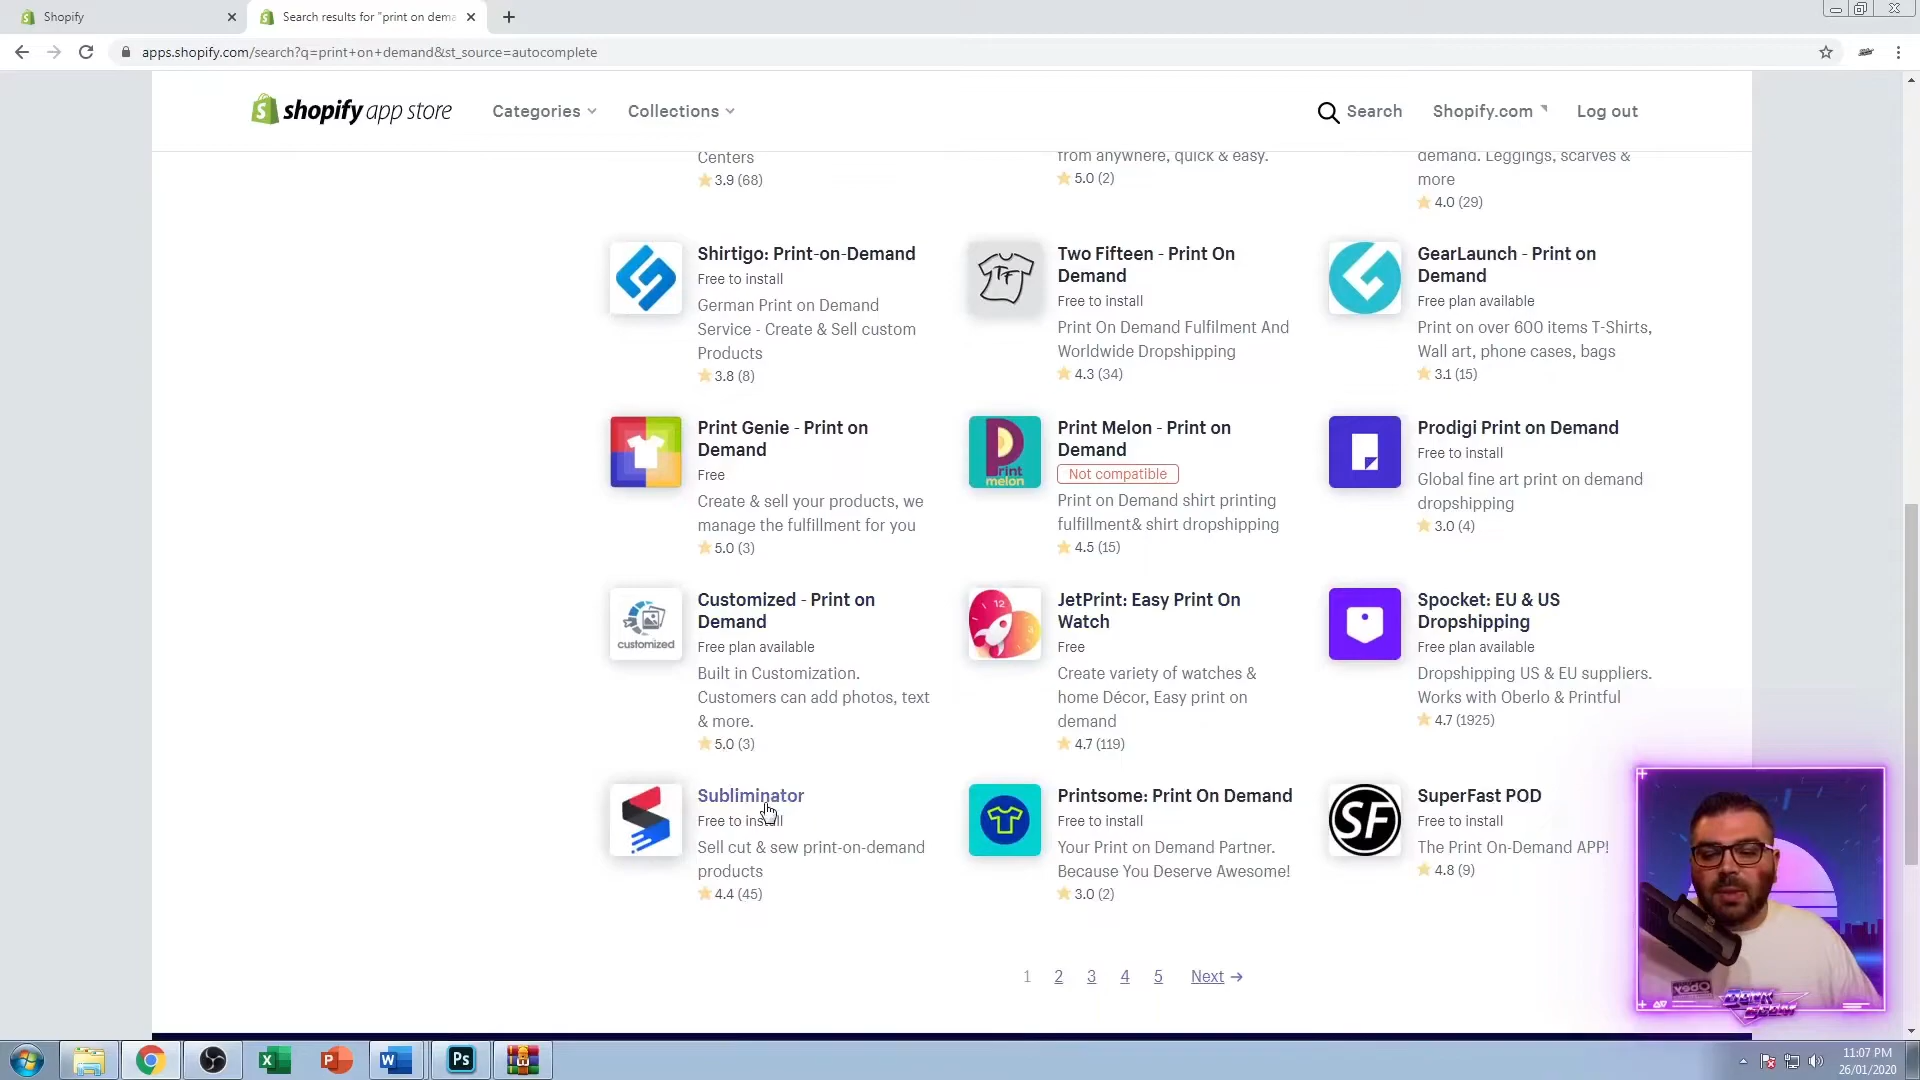 Shopify
Search results for "print on dema
apps.shopify.com/search?q=print+on+demand&st_source=autocomplete
shopify app store
Categories
Collections
Search
Shopify.com
Log out
Centers
3.9 (68)
from anywhere, quick & easy.
5.0 (2)
demand. Leggings, scarves &
more
4.0 (29)
Shirtigo: Print-on-Demand
Free to install
German Print on Demand
Service - Create & Sell custom
Products
3.8 (8)
TF
Two Fifteen - Print On
Demand
Free to install
Print On Demand Fulfilment And
Worldwide Dropshipping
4.3 (34)
GearLaunch - Print on
Demand
Free plan available
Print on over 600 items T-Shirts,
Wall art, phone cases, bags
3.1 (15)
Print Genie - Print on
Demand
Free
Create & sell your products, we
manage the fulfillment for you
5.0 (3)
Print
melon
Print Melon - Print on
Demand
Not compatible
Print on Demand shirt printing
fulfillment& shirt dropshipping
4.5 (15)
Prodigi Print on Demand
Free to install
Global fine art print on demand
dropshipping
3.0 (4)
customized
Customized - Print on
Demand
Free plan available
Built in Customization.
Customers can add photos, text
& more.
5.0 (3)
12
JetPrint: Easy Print On
Watch
Free
Create variety of watches &
home Décor, Easy print on
demand
4.7 (119)
Spocket: EU & US
Dropshipping
Free plan available
Dropshipping US & EU suppliers.
Works with Oberlo & Printful
4.7 (1925)
Subliminator
Free to install
Sell cut & sew print-on-demand
products
4.4 (45)
Printsome: Print On Demand
Free to install
Your Print on Demand Partner.
Because You Deserve Awesome!
3.0 (2)
SF
SuperFast POD
Free to install
The Print On-Demand APP!
4.8 (9)
1 2 3 4 5 Next →
Ps
11:07 PM
26/01/2020